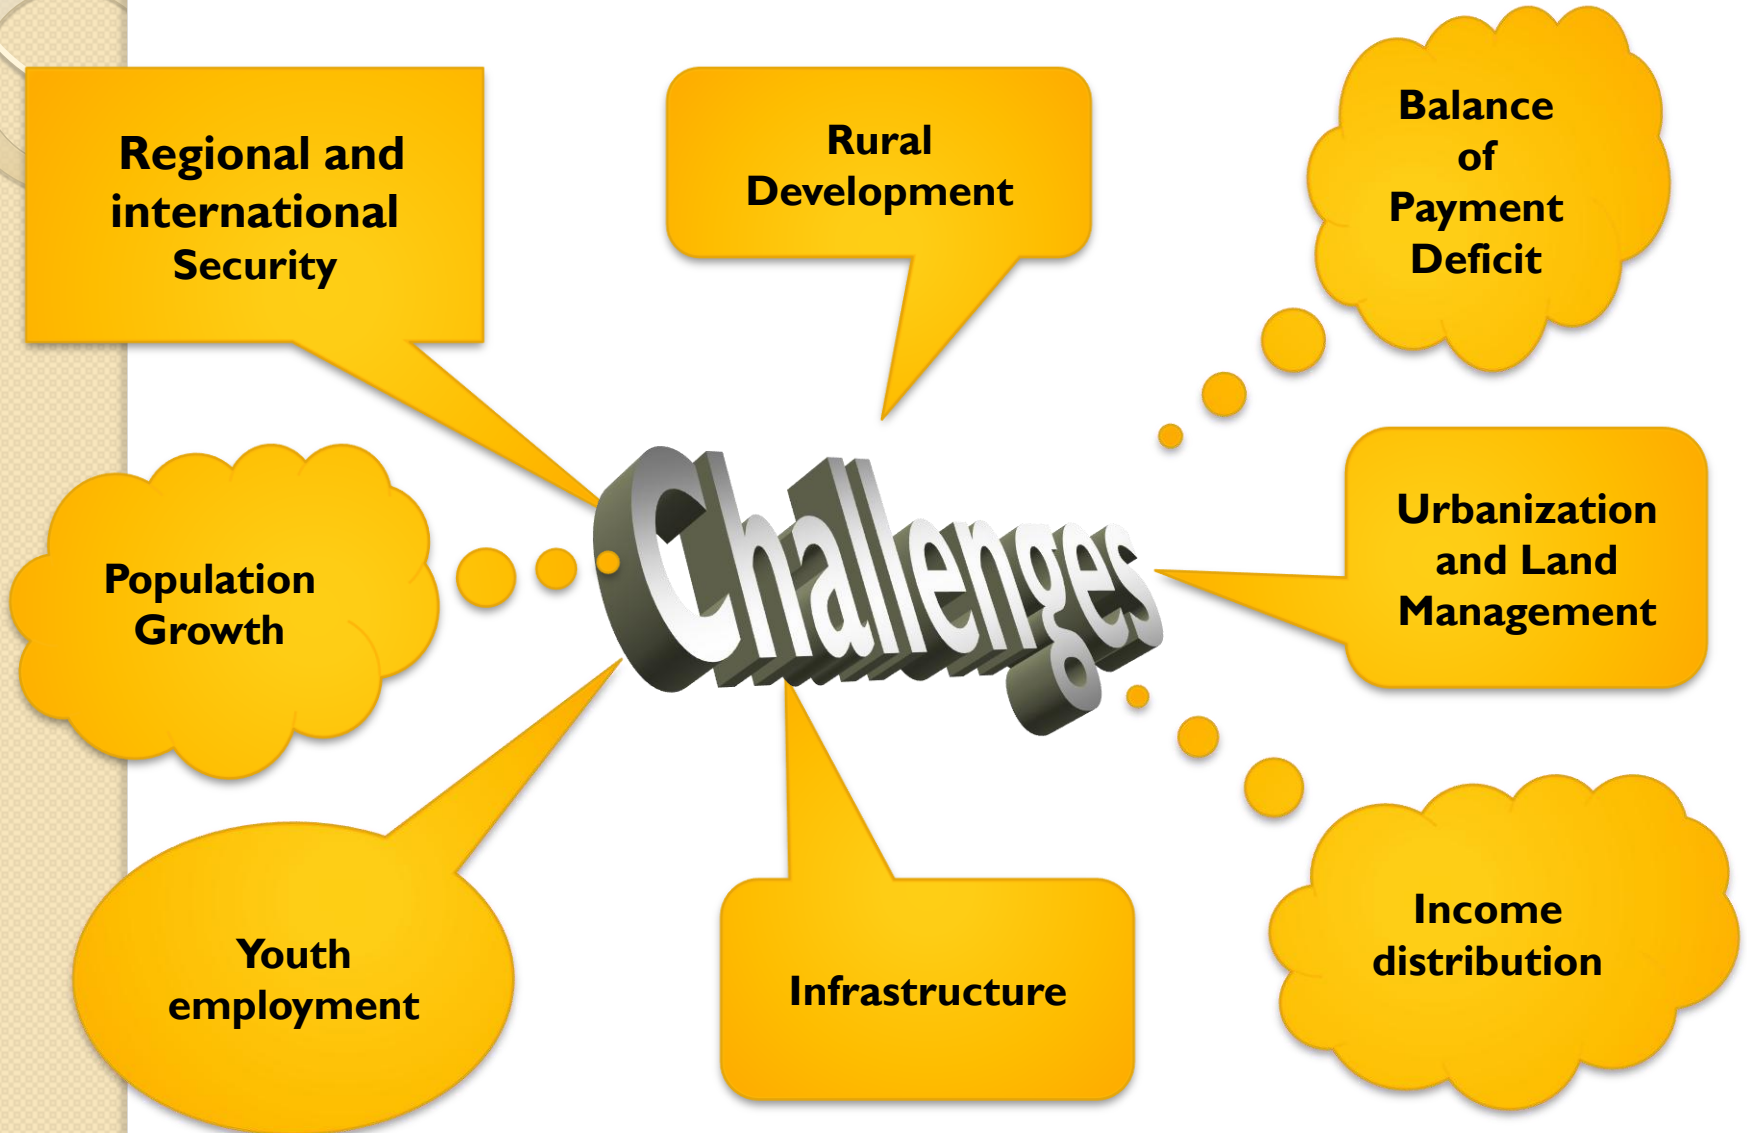 Regional and
international
Security
Rural
Development
Balance
of
Payment
Deficit
Challenges
Population
Growth
Urbanization
and Land
Management
Youth
employment
Infrastructure
Income
distribution